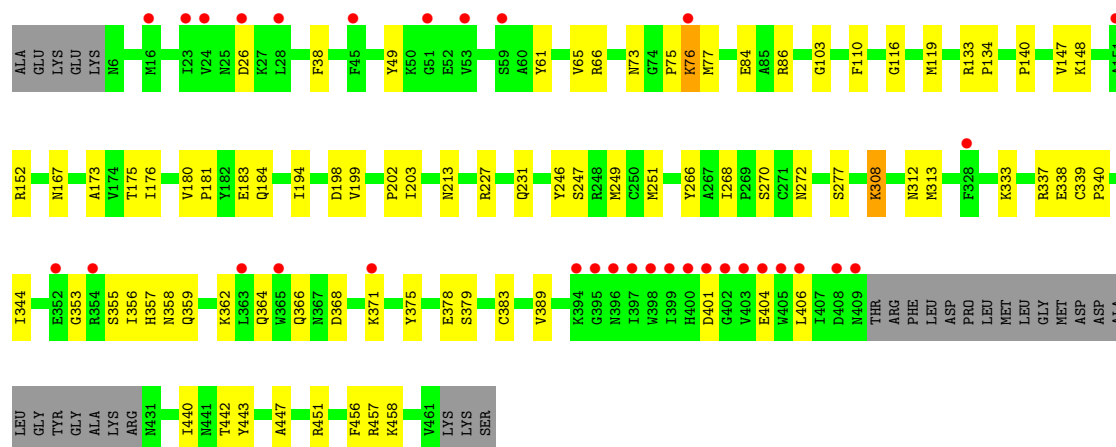 ALA GLU LYS GLU LYS N6 M16 I23 V24 N25 D26 K27 L28 F38 F45 Y49 K50 G51 E52 V53 S59 A60 Y61 V65 R66 N73 G74 P75 K76 M77 E84 A85 R86 G103 F110 G116 M119 R133 P134 P140 V147 K148 A151
R152 N167 A173 V174 T175 I176 V180 P181 Y182 E183 Q184 I194 D198 V199 P202 I203 N213 R227 Q231 Y246 S247 R248 M249 C250 M251 Y266 A267 I268 P269 S270 C271 N272 S277 K308 N312 M313 F328 K333 R337 E338 C339 P340
I344 E352 G353 R354 S355 I356 H357 N358 Q359 K362 L363 Q364 W365 Q366 N367 D368 K371 Y375 E378 S379 C383 V389 K394 G395 N396 I397 W398 I399 H400 D401 G402 V403 E404 W405 L406 I407 D408 N409 THR ARG PHE LEU ASP PRO LEU MET LEU GLY MET ASP ASP ALA
LEU GLY TYR GLY ALA LYS ARG N431 I440 N441 T442 Y443 A447 R451 F456 R457 K458 V461 LYS LYS SER